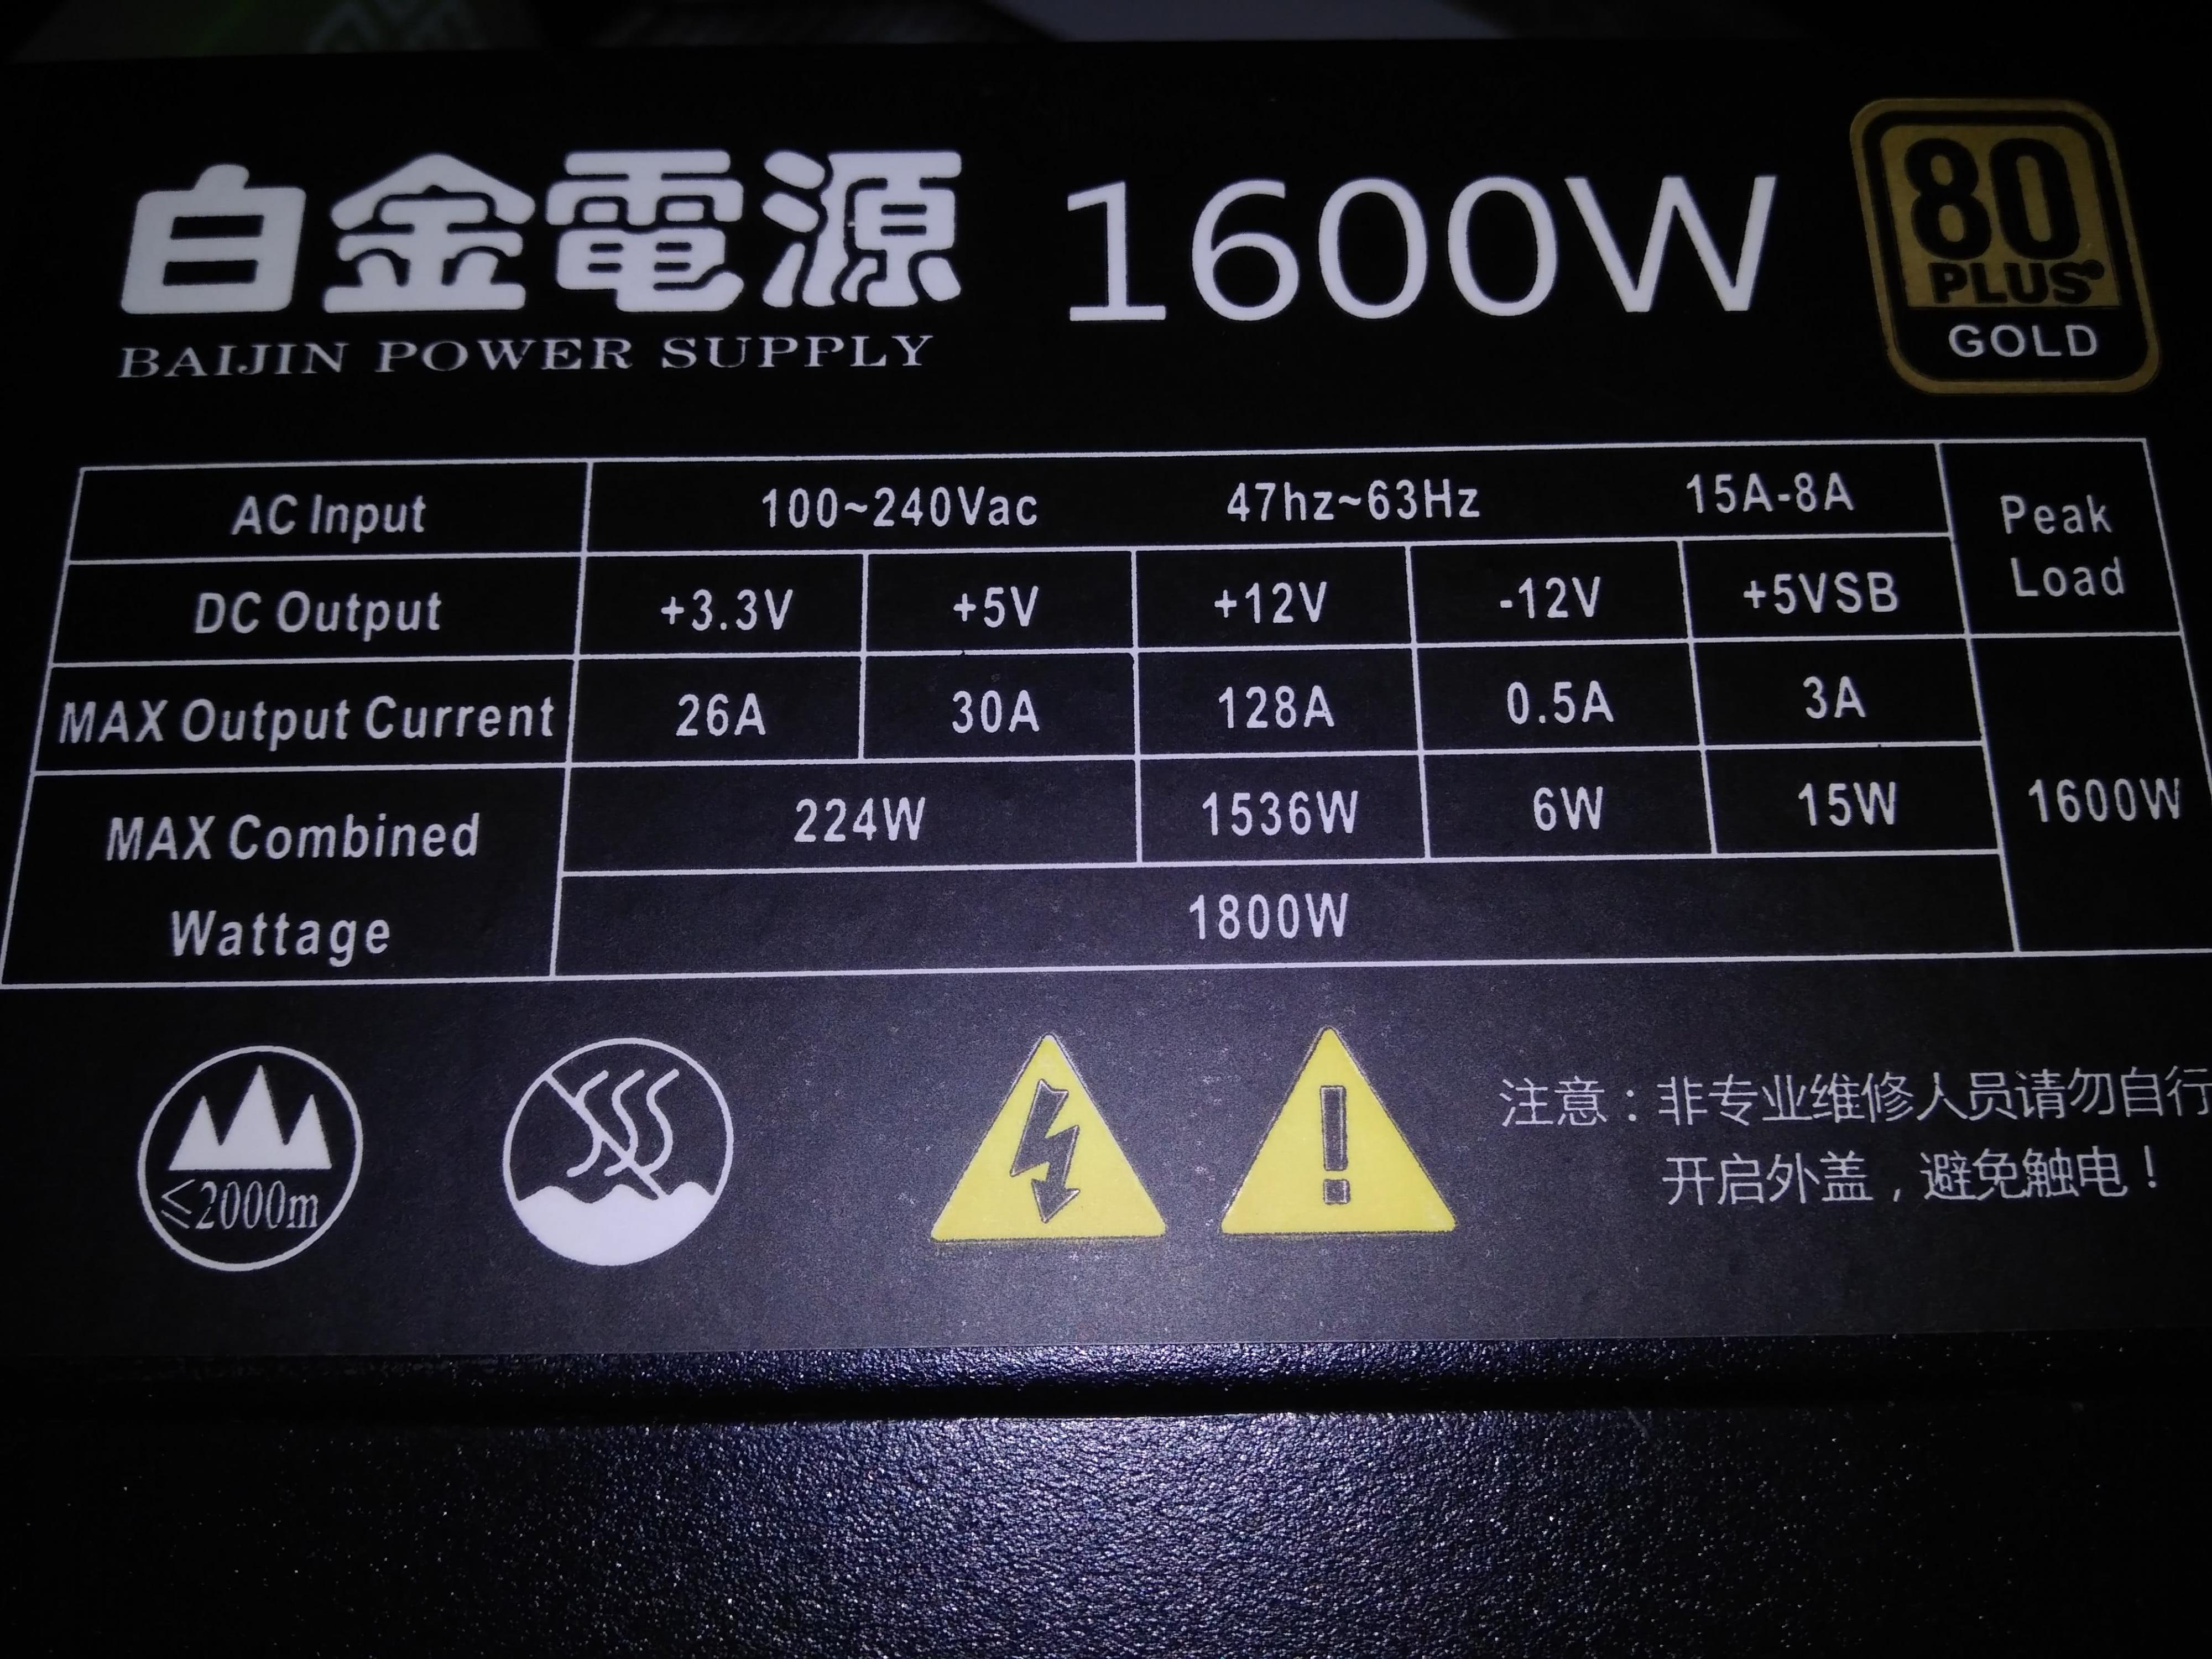 白金電源 1600W
80
PLUS
GOLD
BAIJIN POWER SUPPLY
AC Input 100~240Vac 47hz~63Hz 15A-8A Peak Load
DC Output +3.3V +5V +12V -12V +5VSB
MAX Output Current 26A 30A 128A 0.5A 3A 1600W
MAX Combined Wattage 224W 1536W 6W 15W
1800W
≤2000m
注意：非专业维修人员请勿自行
开启外盖，避免触电！